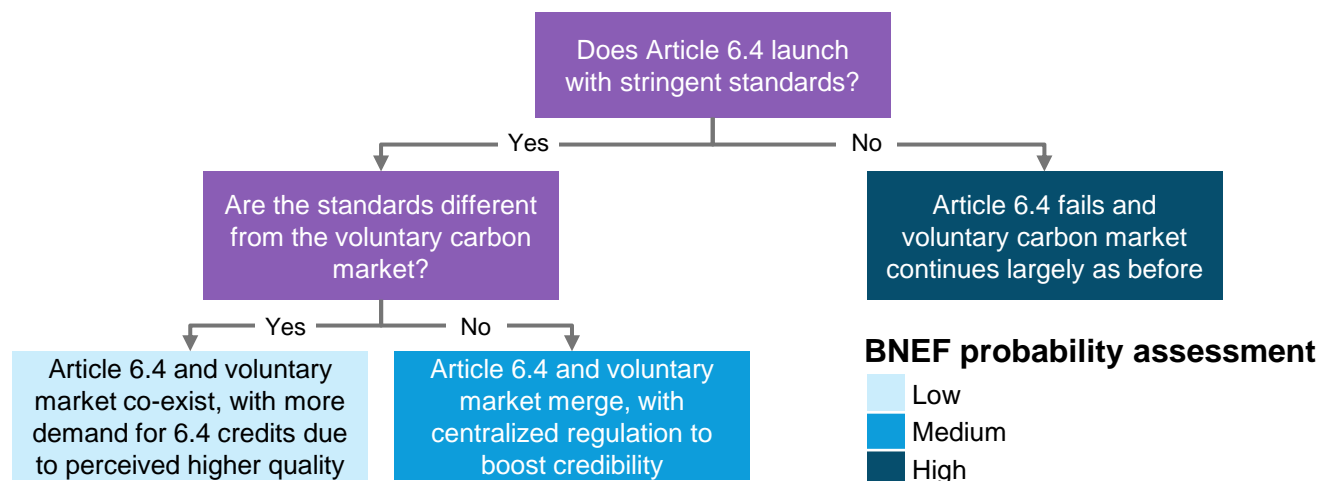 Does Article 6.4 launch
with stringent standards?
Yes
No
Are the standards different
from the voluntary carbon
market?
Article 6.4 fails and
voluntary carbon market
continues largely as before
Yes
No
Article 6.4 and voluntary
market co-exist, with more
demand for 6.4 credits due
to perceived higher quality
Article 6.4 and voluntary
market merge, with
centralized regulation to
boost credibility
BNEF probability assessment
Low
Medium
High